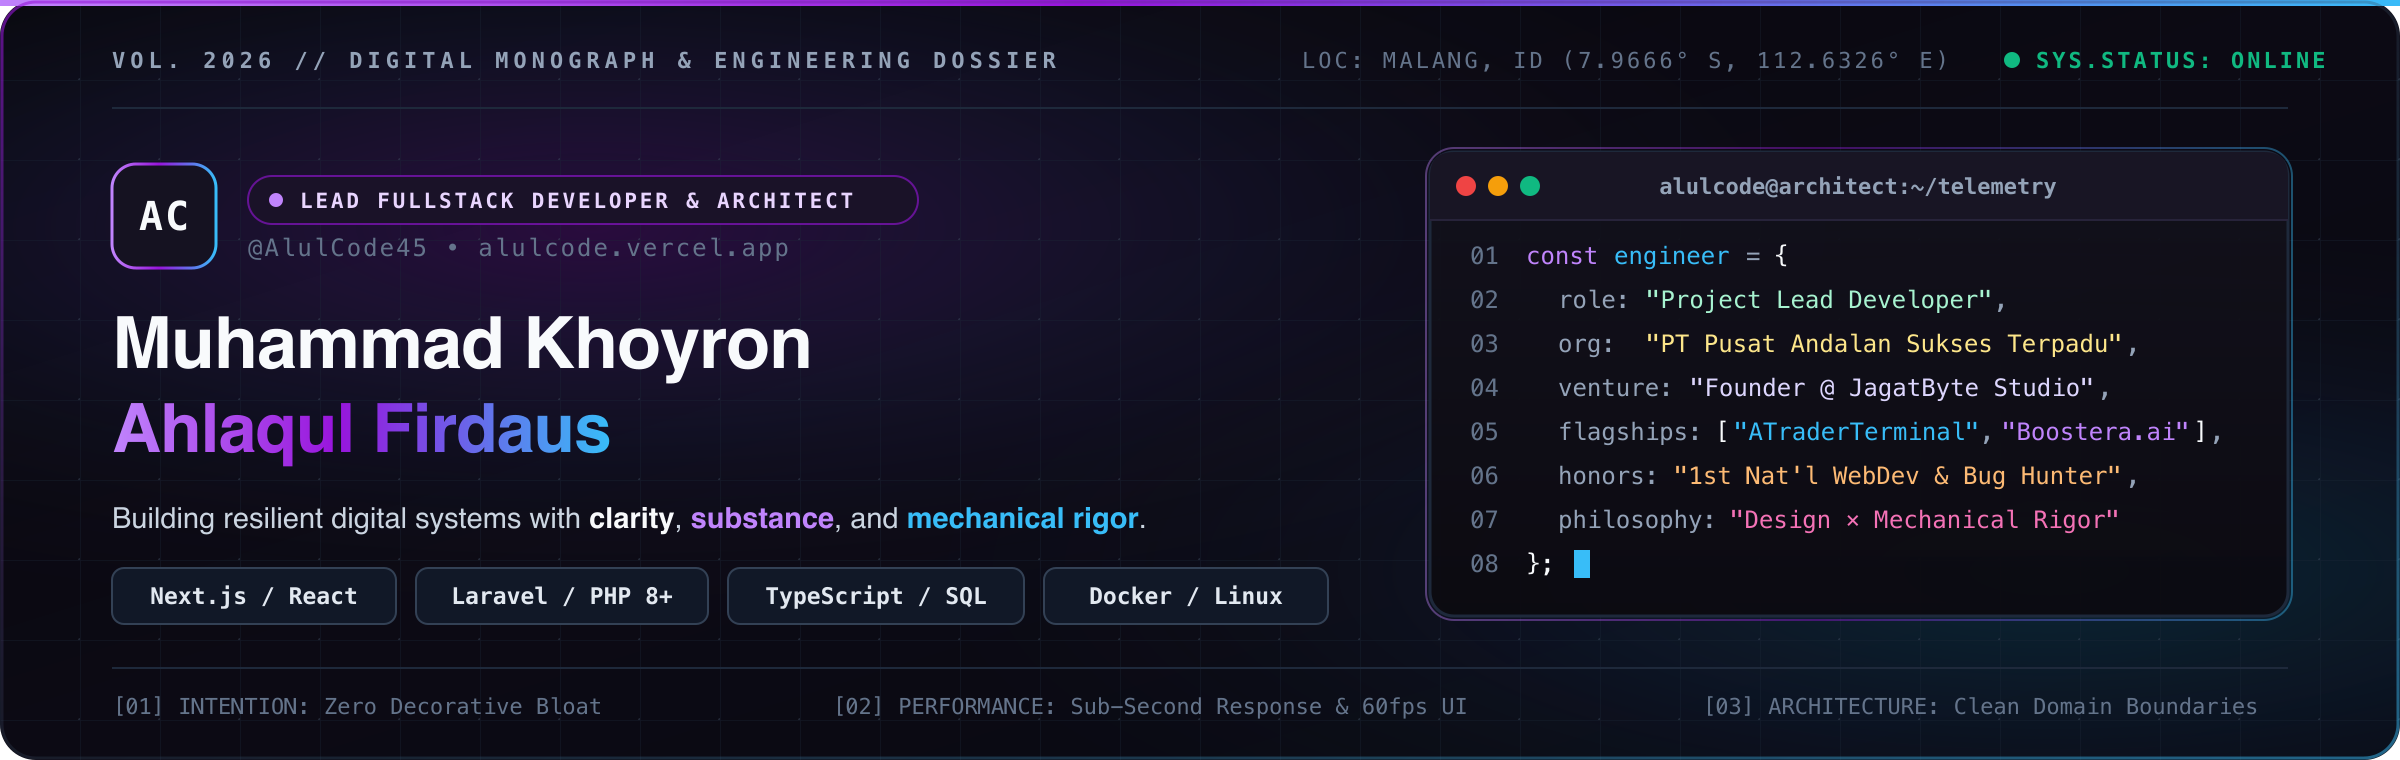 VOL. 2026 // DIGITAL MONOGRAPH & ENGINEERING DOSSIER
LOC: MALANG, ID (7.9666° S, 112.6326° E)
SYS.STATUS: ONLINE
AC
LEAD FULLSTACK DEVELOPER & ARCHITECT
@AlulCode45 • alulcode.vercel.app
Muhammad Khoyron
Ahlaqul Firdaus
Building resilient digital systems with clarity, substance, and mechanical rigor.
Next.js / React
Laravel / PHP 8+
TypeScript / SQL
Docker / Linux
alulcode@architect:~/telemetry
01 const engineer = {
02 role: "Project Lead Developer",
03 org: "PT Pusat Andalan Sukses Terpadu",
04 venture: "Founder @ JagatByte Studio",
05 flagships: ["ATraderTerminal", "Boostera.ai"],
06 honors: "1st Nat'l WebDev & Bug Hunter",
07 philosophy: "Design × Mechanical Rigor"
08 };
[01] INTENTION: Zero Decorative Bloat
[02] PERFORMANCE: Sub–Second Response & 60fps UI
[03] ARCHITECTURE: Clean Domain Boundaries